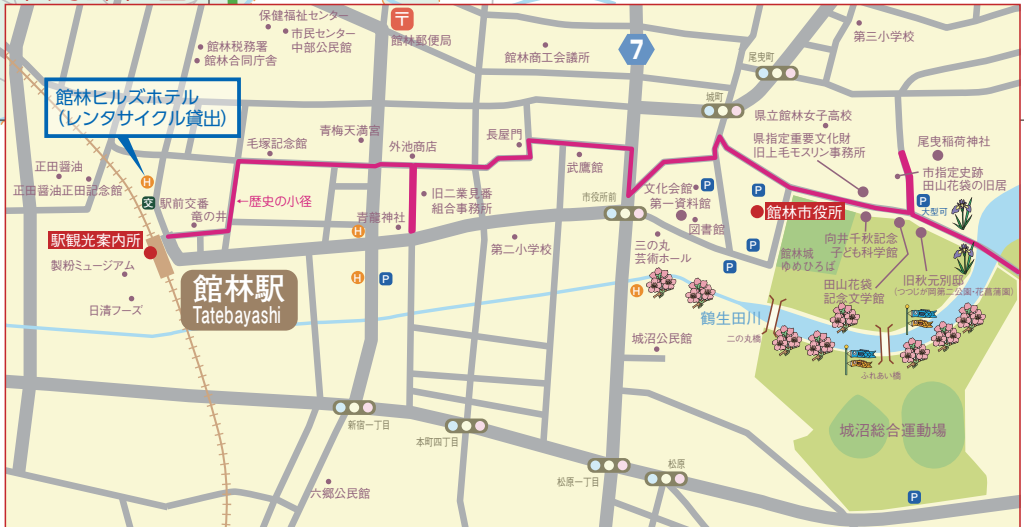 保健福祉センター
市民センター
中部公民館
〒
館林郵便局
館林税務署
館林合同庁舎
館林商工会議所
7
第三小学校
尾曳町
城町
館林ヒルズホテル
(レンタサイクル貸出)
毛塚記念館
青梅天満宮
外池商店
長屋門
武鷹館
県立館林女子高校
県指定重要文化財
旧上毛モスリン事務所
尾曳稲荷神社
市指定史跡
田山花袋の旧居
正田醤油
正田醤油正田記念館
H
交
駅前交番
竜の井
←歴史の小径
旧二業見番
組合事務所
青龍神社
H
市役所前
文化会館
P
第一資料館
図書館
P
館林市役所
P
大型可
駅観光案内所
製粉ミュージアム
日清フーズ
館林駅
Tatebayashi
H
P
第二小学校
三の丸
芸術ホール
H
P
P
館林城
ゆめひろば
向井千秋記念
子ども科学館
田山花袋
記念文学館
旧秋元別邸
(つつじが岡第二公園・花菖蒲園)
鶴生田川
二の丸橋
城沼公民館
ふれあい橋
城沼総合運動場
新宿一丁目
本町四丁目
松原一丁目
松原
六郷公民館
P